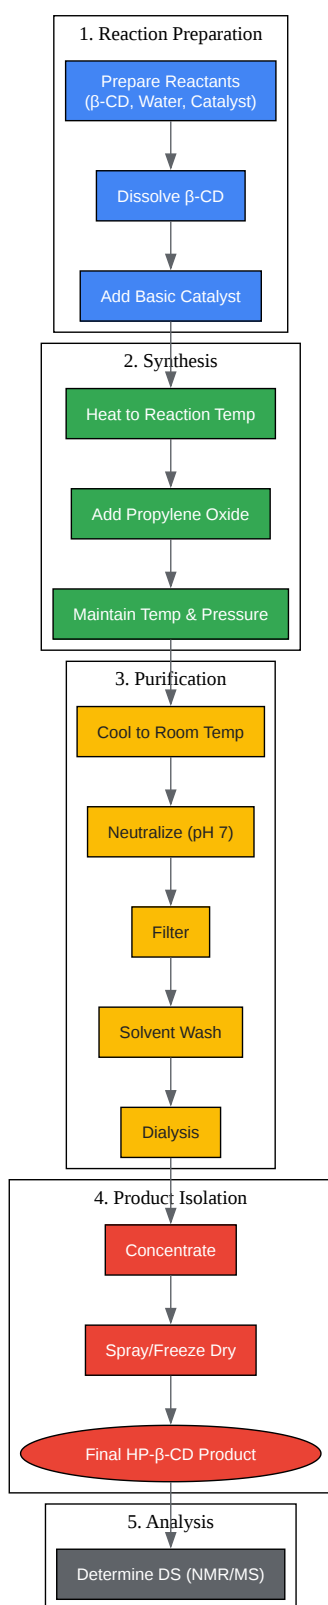 1. Reaction Preparation
Prepare Reactants
(β-CD, Water, Catalyst)
Dissolve β-CD
Add Basic Catalyst
2. Synthesis
Heat to Reaction Temp
Add Propylene Oxide
Maintain Temp & Pressure
3. Purification
Cool to Room Temp
Neutralize (pH 7)
Filter
Solvent Wash
Dialysis
4. Product Isolation
Concentrate
Spray/Freeze Dry
Final HP-β-CD Product
5. Analysis
Determine DS (NMR/MS)